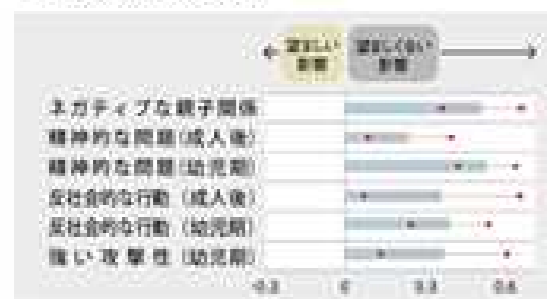 望ましい 影響
望ましくない 影響
ネガティブな親子関係
精神的な問題(成人後)
精神的な問題(幼児期)
反社会的な行動(成人後)
反社会的な行動(幼児期)
強い攻撃性(幼児期)
-0.3 0 0.3 0.6